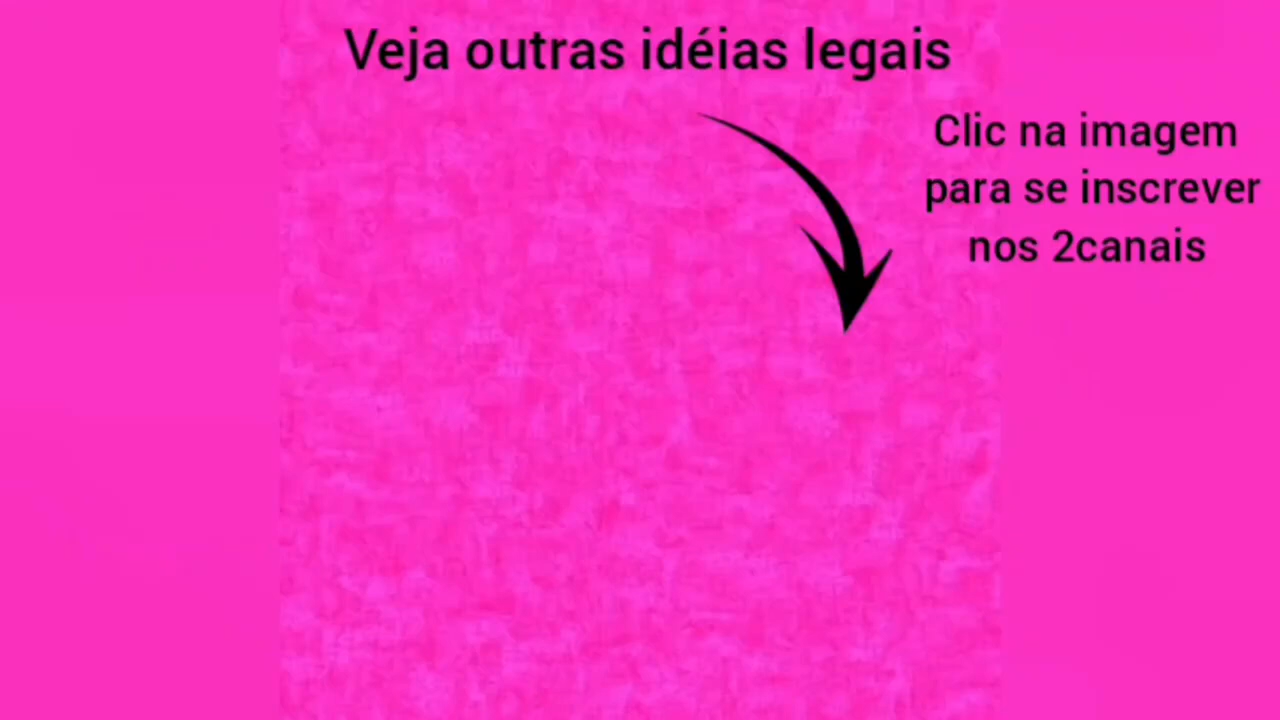 Veja outras idéias legais
Clic na imagem
para se inscrever
nos 2canais